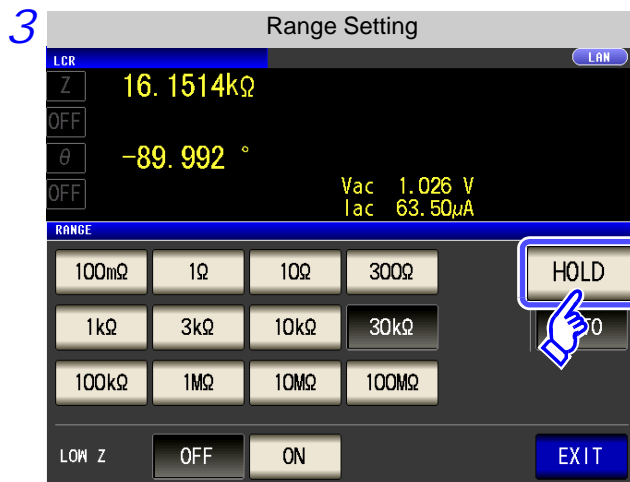 3
Range Setting
LCR LAN
Z 16.1514kΩ
OFF
θ -89.992 °
OFF
Vac 1.026 V
Iac 63.50μA
RANGE
100mΩ 1Ω 10Ω 300Ω HOLD
1kΩ 3kΩ 10kΩ 30kΩ
100kΩ 1MΩ 10MΩ 100MΩ
LOW Z OFF ON EXIT